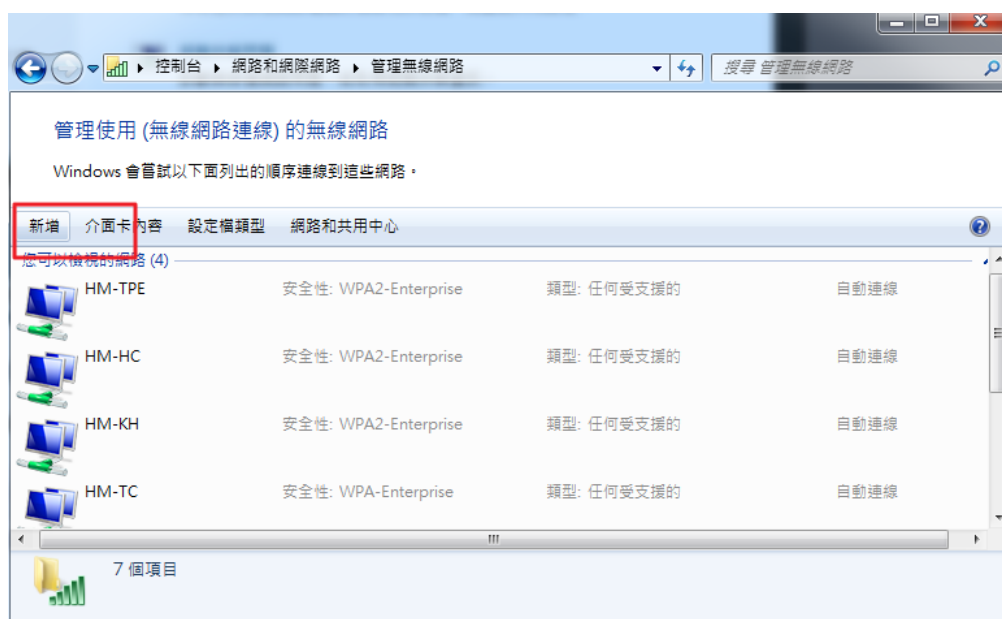 控制台 ▸ 網路和網際網路 ▸ 管理無線網路
搜尋 管理無線網路
管理使用 (無線網路連線) 的無線網路
Windows 會嘗試以下面列出的順序連線到這些網路。
新增 介面卡內容 設定檔類型 網路和共用中心
您可以檢視的網路 (4)
HM-TPE 安全性: WPA2-Enterprise 類型: 任何受支援的 自動連線
HM-HC 安全性: WPA2-Enterprise 類型: 任何受支援的 自動連線
HM-KH 安全性: WPA2-Enterprise 類型: 任何受支援的 自動連線
HM-TC 安全性: WPA-Enterprise 類型: 任何受支援的 自動連線
7 個項目